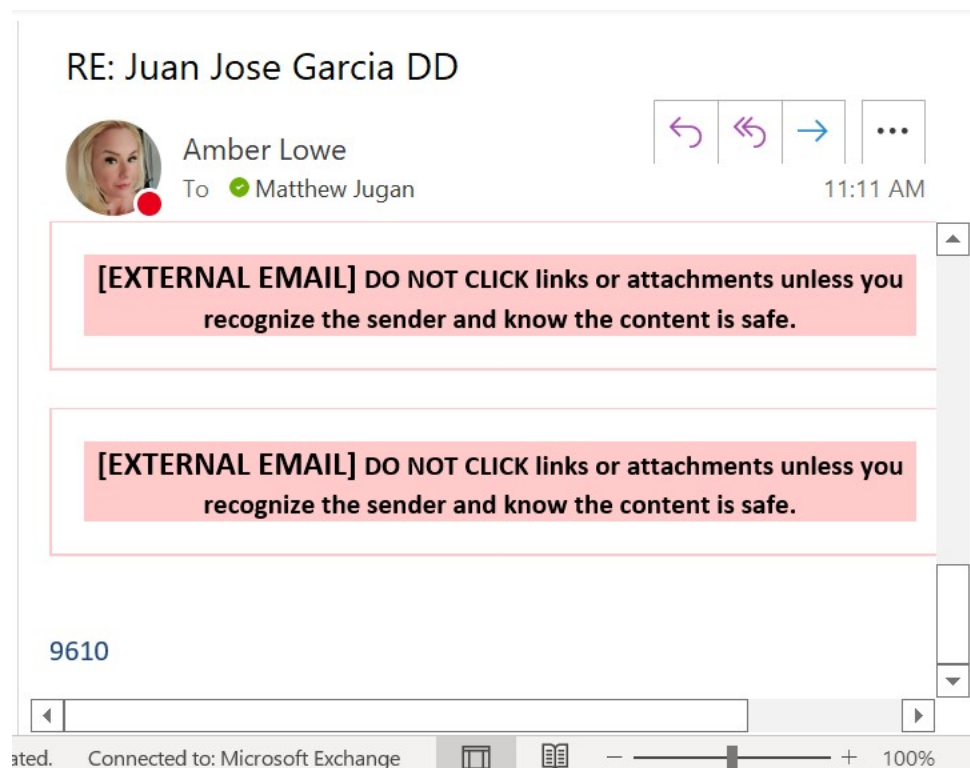 RE: Juan Jose Garcia DD
Amber Lowe
To Matthew Jugan
11:11 AM
[EXTERNAL EMAIL] DO NOT CLICK links or attachments unless you
recognize the sender and know the content is safe.
[EXTERNAL EMAIL] DO NOT CLICK links or attachments unless you
recognize the sender and know the content is safe.
9610
ated. Connected to: Microsoft Exchange 100%